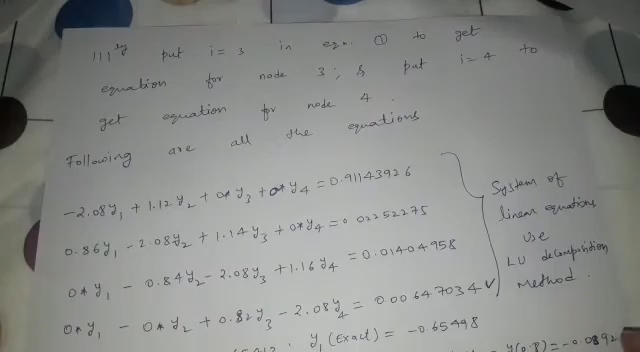 |||ly put i = 3 in eqn. ① to get
equation for node 3; & put i = 4 to
get equation for node 4.
Following are all the equations
-2.08y₁ + 1.12y₂ + 0*y₃ + 0*y₄ = 0.91143926
0.86y₁ - 2.08y₂ + 1.14y₃ + 0*y₄ = 0.02252275
0*y₁ - 0.84y₂ - 2.08y₃ + 1.16y₄ = 0.01404958
0*y₁ - 0*y₂ + 0.82y₃ - 2.08y₄ = 0.00647034
System of
linear equations
Use
LU decomposition
Method.
y₁(Exact) = -0.65498
y(0.8) = -0.0892